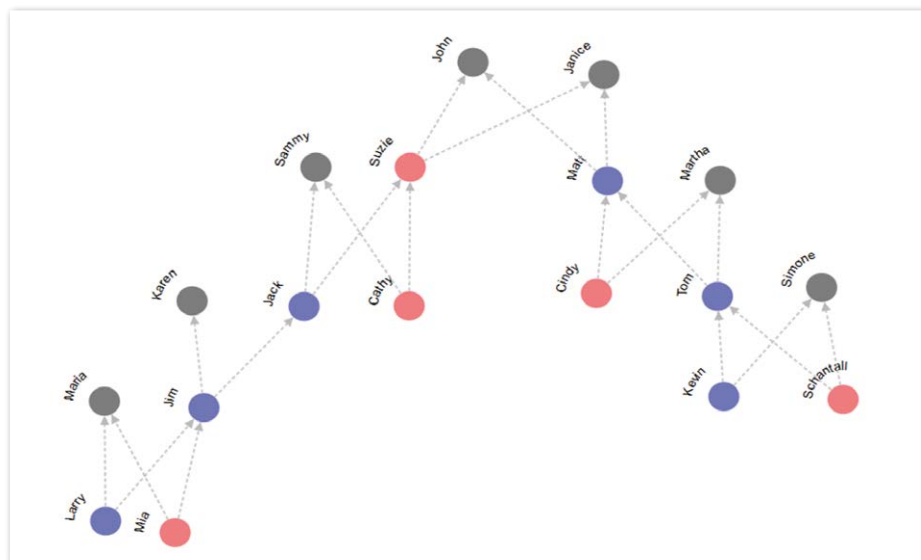 John
Janice
Sammy
Suzie
Matt
Martha
Karen
Jack
Cathy
Cindy
Tom
Simone
Maria
Jim
Kevin
Schantall
Larry
Mia